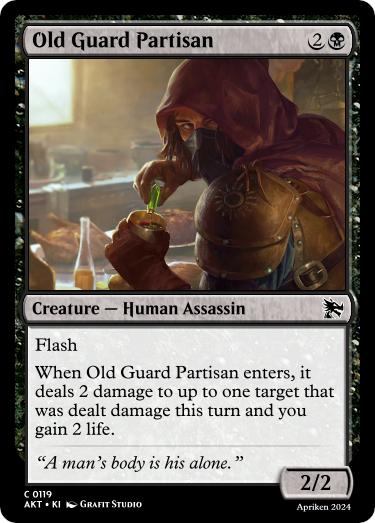 Old Guard Partisan 2
Creature — Human Assassin
Flash
When Old Guard Partisan enters, it
deals 2 damage to up to one target that
was dealt damage this turn and you
gain 2 life.
“A man's body is his alone.”
2/2
C 0119
AKT • KI Grafit Studio
Apriken 2024